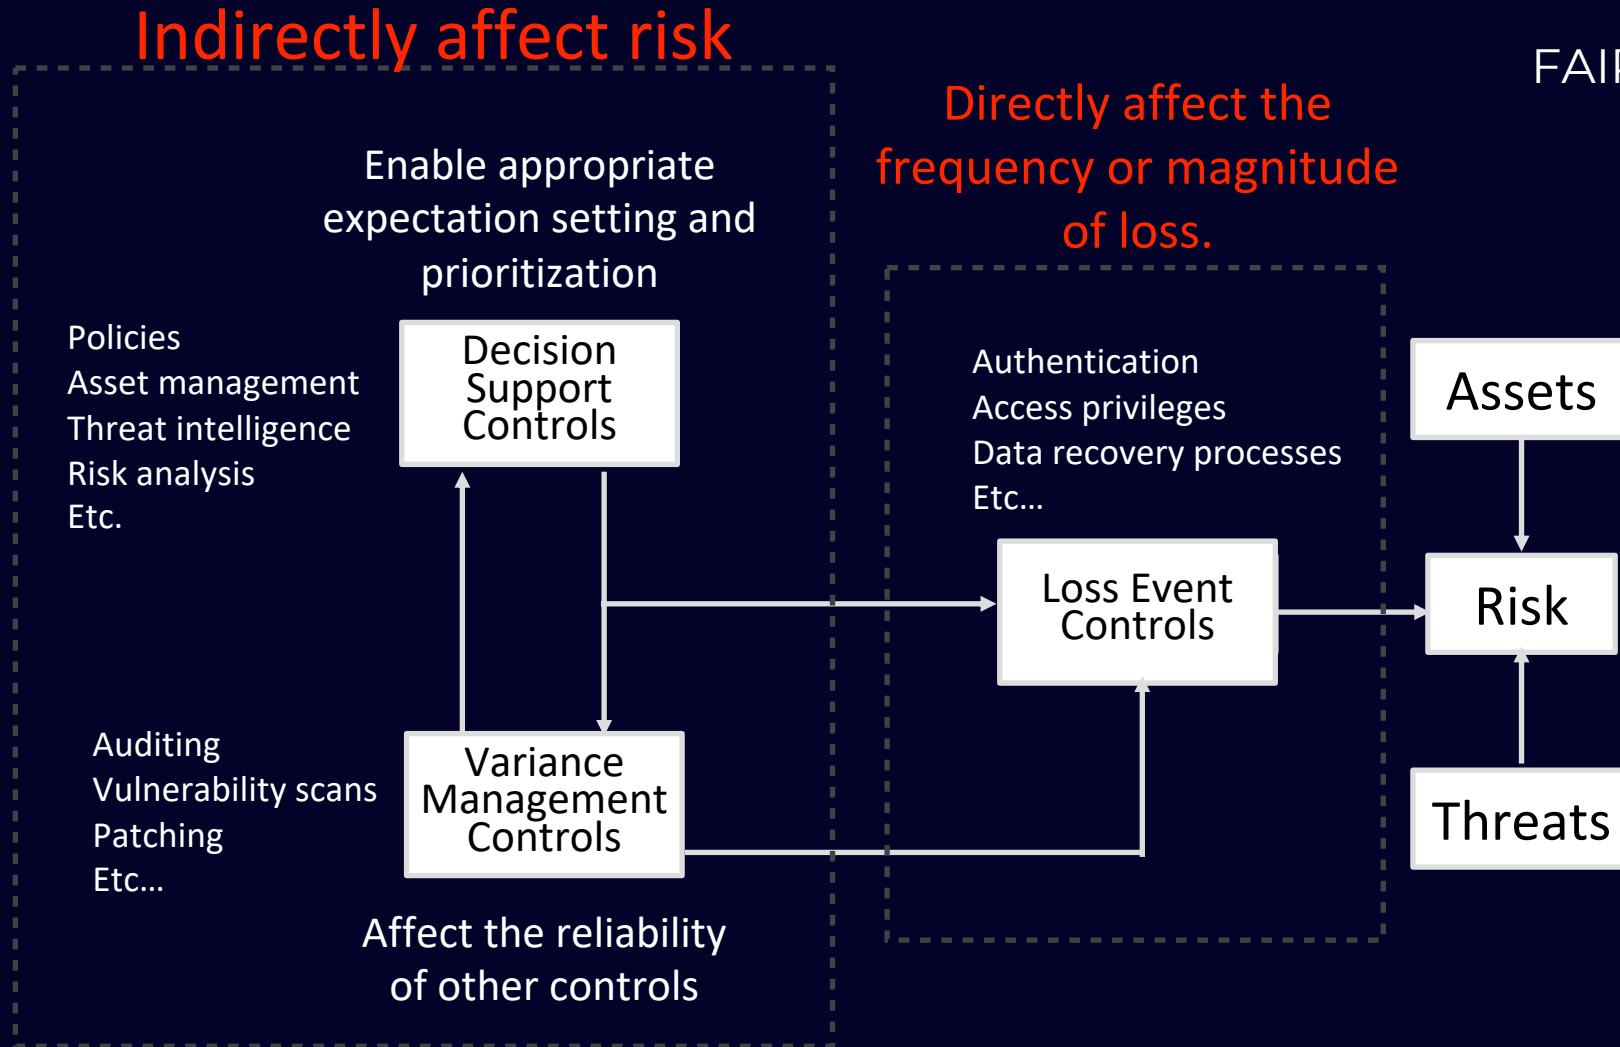 Indirectly affect risk
FAIR
Directly affect the
frequency or magnitude
of loss.
Enable appropriate
expectation setting and
prioritization
Policies
Asset management
Threat intelligence
Risk analysis
Etc.
Decision
Support
Controls
Authentication
Access privileges
Data recovery processes
Etc...
Assets
Loss Event
Controls
Risk
Auditing
Vulnerability scans
Patching
Etc...
Variance
Management
Controls
Threats
Affect the reliability
of other controls